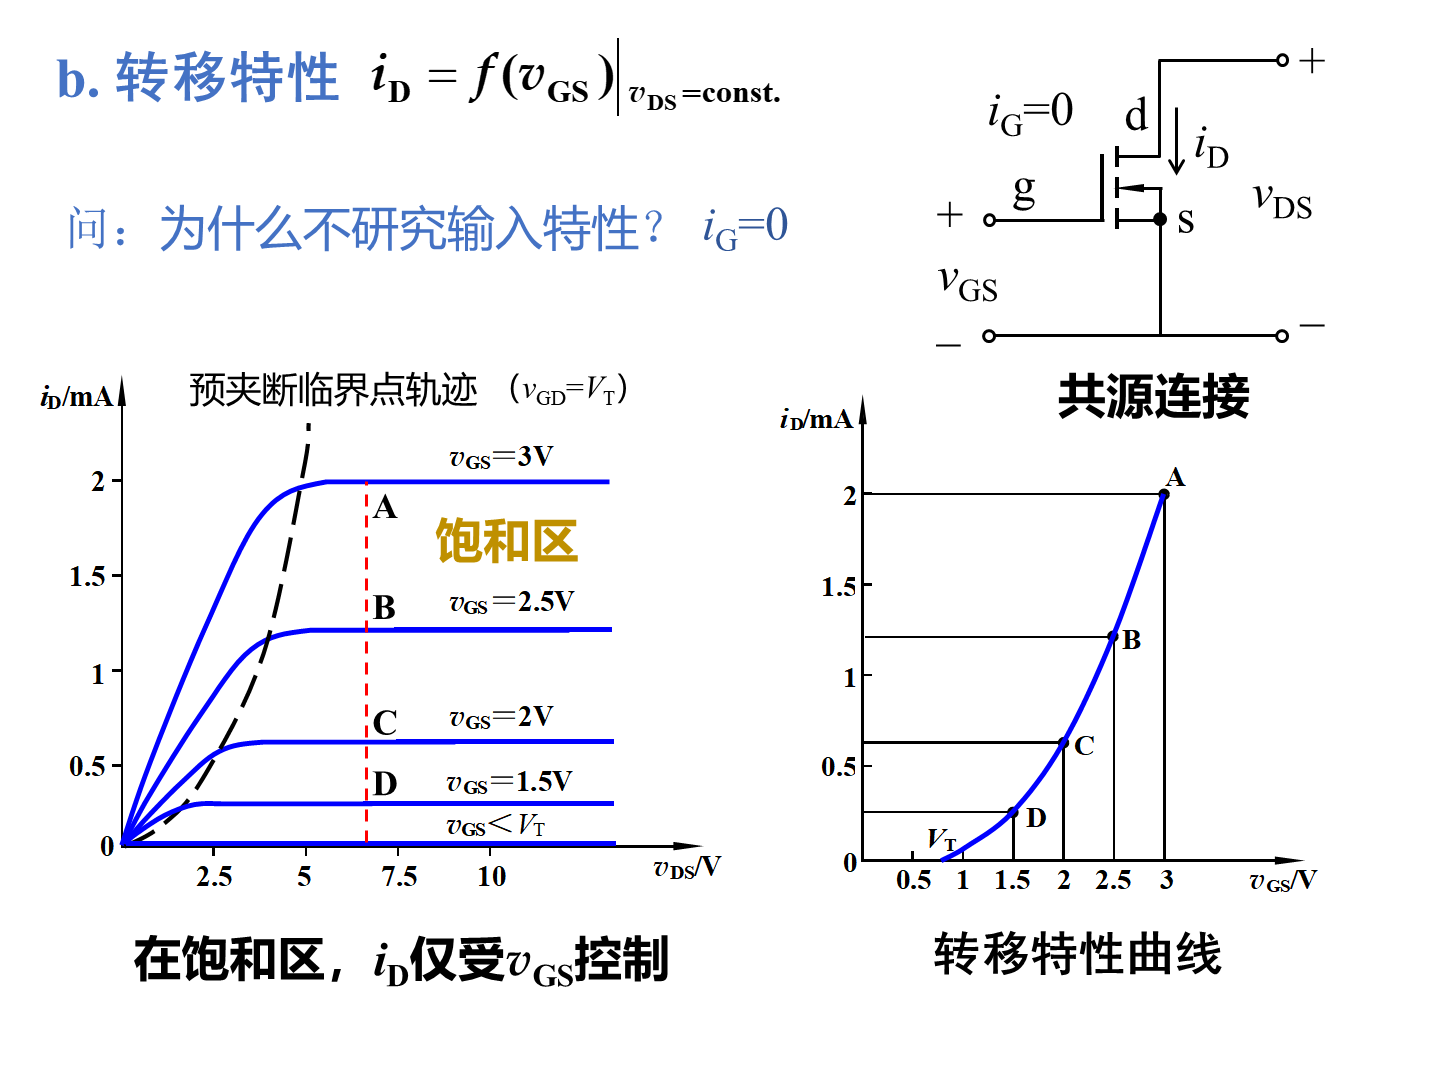 b. 转移特性 iD = f(vGS)|vDS=const.
问：为什么不研究输入特性？ iG=0
iG=0
d
iD
g
s
+
+
vDS
vGS
−
−
共源连接
预夹断临界点轨迹 （vGD=VT）
iD/mA
vGS＝3V
2
A
饱和区
1.5
B
vGS＝2.5V
1
C
vGS＝2V
0.5
D
vGS＝1.5V
vGS＜VT
0
2.5 5 7.5 10
vDS/V
在饱和区，iD仅受vGS控制
iD/mA
A
2
1.5
B
1
C
0.5
D
VT
0
0.5 1 1.5 2 2.5 3
vGS/V
转移特性曲线